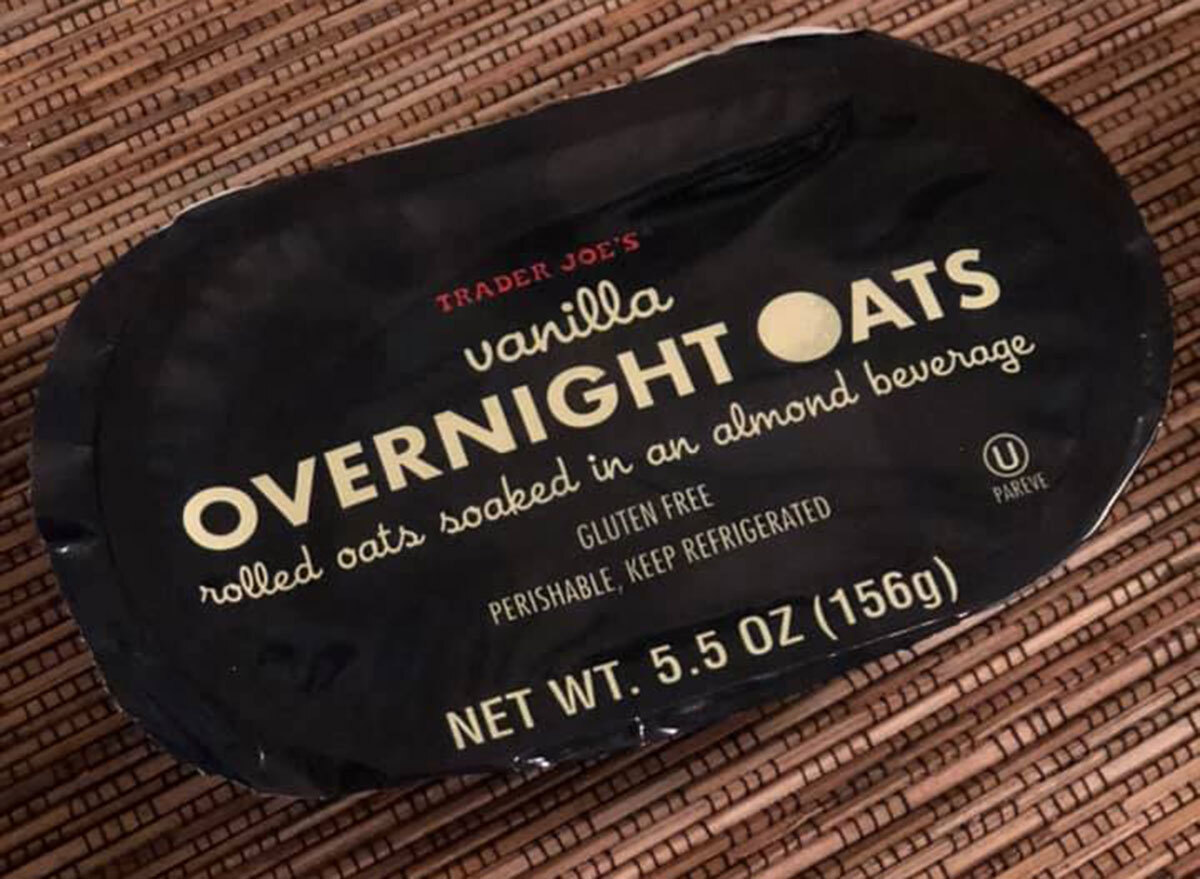 TRADER JOE'S
vanilla
OVERNIGHT OATS
rolled oats soaked in an almond beverage
GLUTEN FREE
PERISHABLE, KEEP REFRIGERATED
U
PAREVE
NET WT. 5.5 OZ (156g)